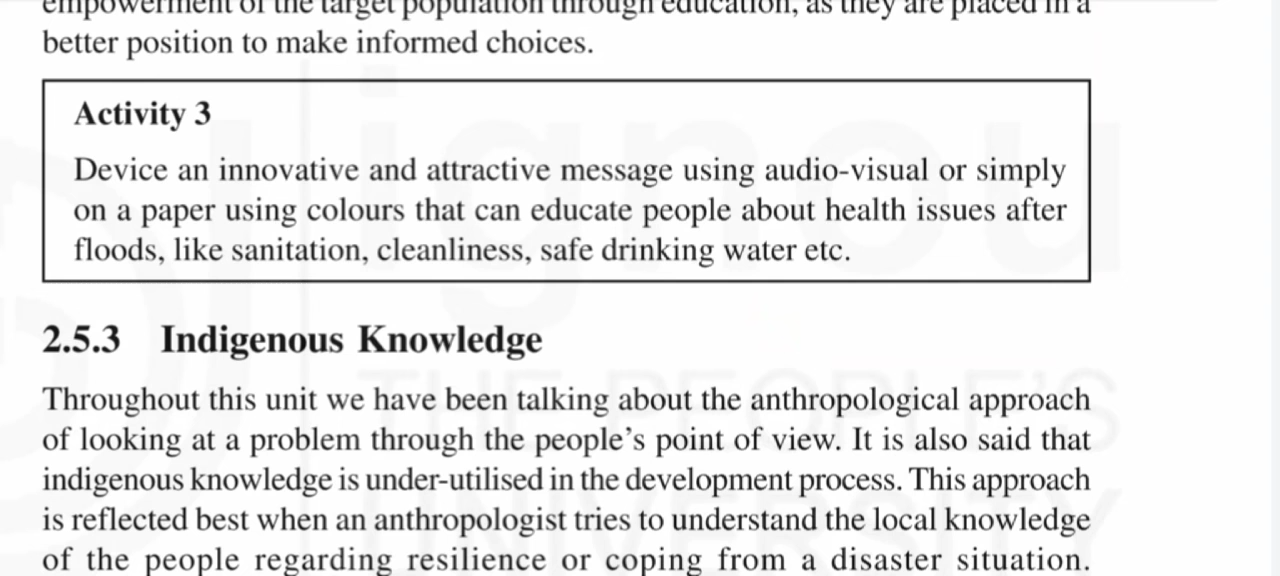 empowerment of the target population through education, as they are placed in a
better position to make informed choices.
Activity 3
Device an innovative and attractive message using audio-visual or simply
on a paper using colours that can educate people about health issues after
floods, like sanitation, cleanliness, safe drinking water etc.
2.5.3 Indigenous Knowledge
Throughout this unit we have been talking about the anthropological approach
of looking at a problem through the people's point of view. It is also said that
indigenous knowledge is under-utilised in the development process. This approach
is reflected best when an anthropologist tries to understand the local knowledge
of the people regarding resilience or coping from a disaster situation.
ignou
THE PEOPLE'S
UNIVERSITY